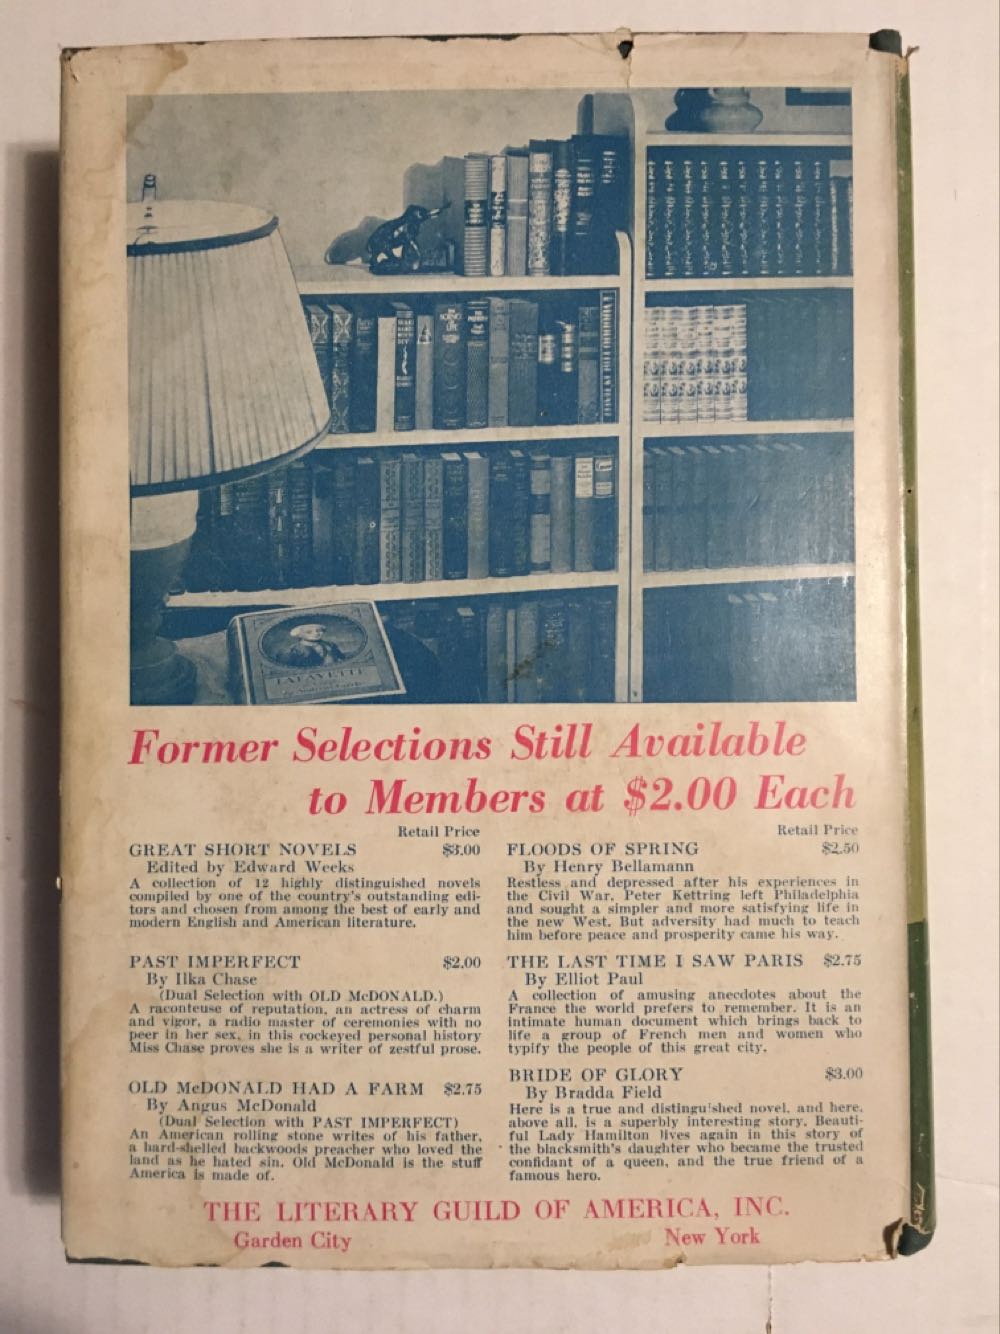 LAFAYETTE
Former Selections Still Available
to Members at $2.00 Each
Retail Price
GREAT SHORT NOVELS $3.00
Edited by Edward Weeks
A collection of 12 highly distinguished novels
compiled by one of the country's outstanding edi-
tors and chosen from among the best of early and
modern English and American literature.
PAST IMPERFECT $2.00
By Ilka Chase
(Dual Selection with OLD McDONALD.)
A raconteuse of reputation, an actress of charm
and vigor, a radio master of ceremonies with no
peer in her sex, in this cockeyed personal history
Miss Chase proves she is a writer of zestful prose.
OLD McDONALD HAD A FARM $2.75
By Angus McDonald
(Dual Selection with PAST IMPERFECT)
An American rolling stone writes of his father,
a hard-shelled backwoods preacher who loved the
land as he hated sin. Old McDonald is the stuff
America is made of.
Retail Price
FLOODS OF SPRING $2.50
By Henry Bellamann
Restless and depressed after his experiences in
the Civil War, Peter Kettring left Philadelphia
and sought a simpler and more satisfying life in
the new West. But adversity had much to teach
him before peace and prosperity came his way.
THE LAST TIME I SAW PARIS $2.75
By Elliot Paul
A collection of amusing anecdotes about the
France the world prefers to remember. It is an
intimate human document which brings back to
life a group of French men and women who
typify the people of this great city.
BRIDE OF GLORY $3.00
By Bradda Field
Here is a true and distinguished novel, and here,
above all, is a superbly interesting story. Beauti-
ful Lady Hamilton lives again in this story of
the blacksmith's daughter who became the trusted
confidant of a queen, and the true friend of a
famous hero.
THE LITERARY GUILD OF AMERICA, INC.
Garden City New York